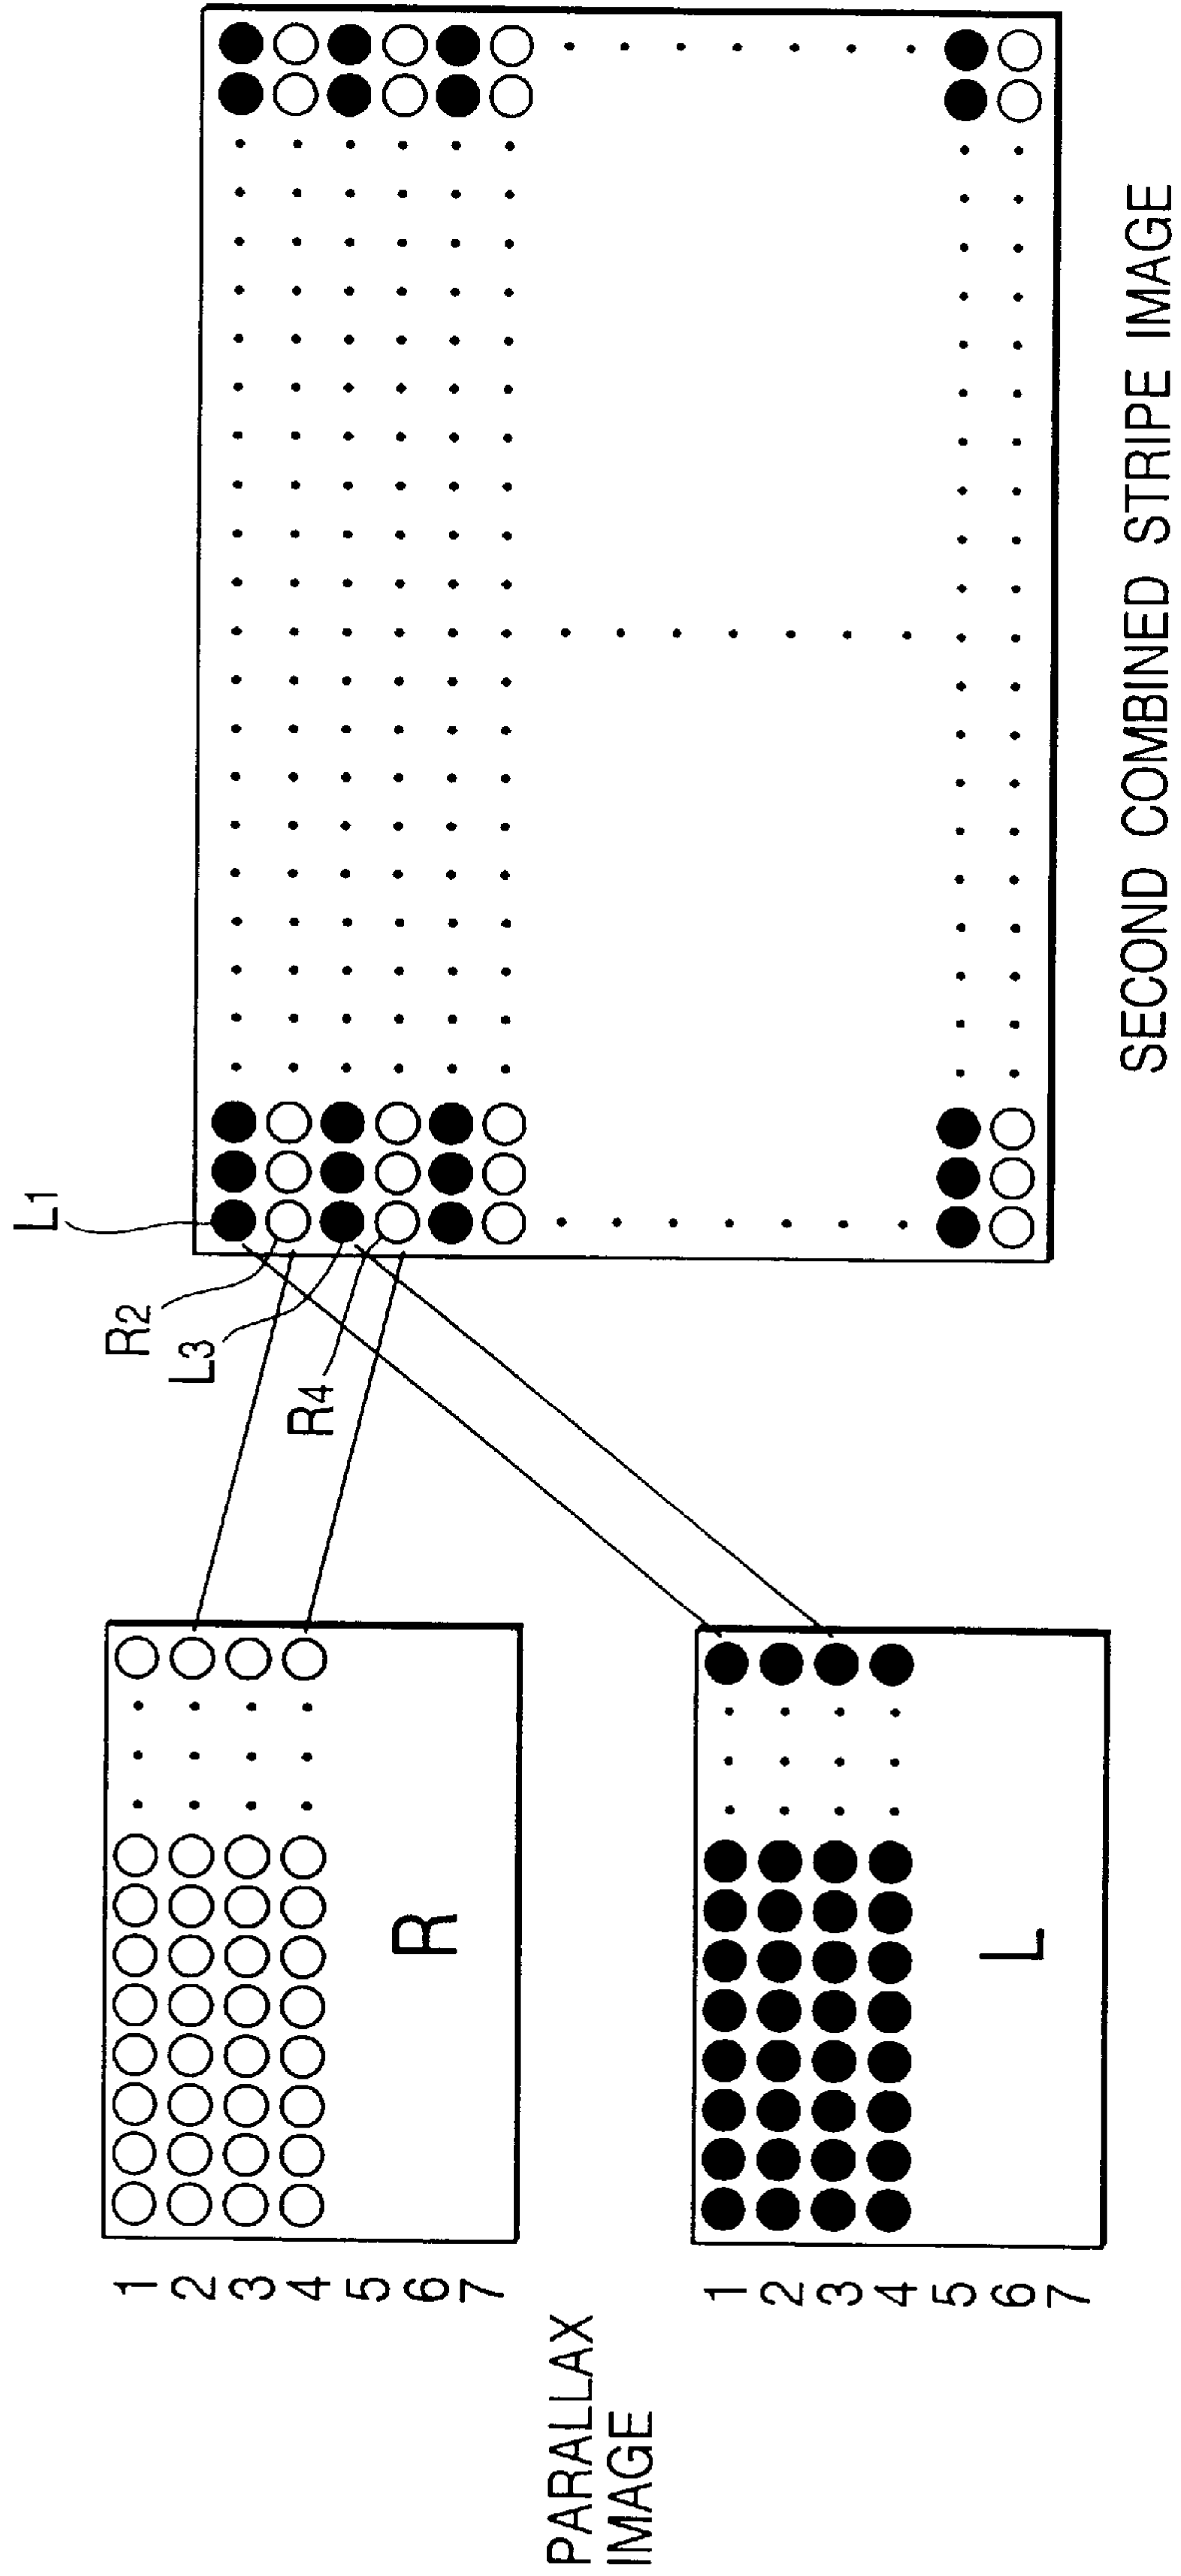 PARALLAX
IMAGE
1
2
3
4
5
6
7
R
1
2
3
4
5
6
7
L
L1
R2
L3
R4
SECOND COMBINED STRIPE IMAGE